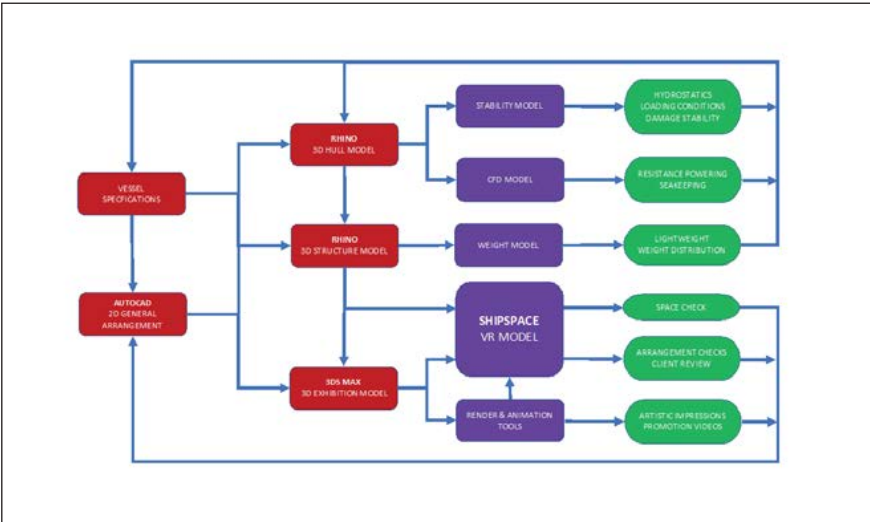 STABILITY MODEL
HYDROSTATICS
LOADING CONDITIONS
DAMAGE STABILITY
RHINO
3D HULL MODEL
VESSEL
SPECFICATIONS
CFD MODEL
RESISTANCE POWERING
SEAKEEPING
RHINO
3D STRUCTURE MODEL
WEIGHT MODEL
LIGHTWEIGHT
WEIGHT DISTRIBUTION
AUTOCAD
2D GENERAL
ARRANGEMENT
SHIPSPACE
VR MODEL
SPACE CHECK
ARRANGEMENT CHECKS
CLIENT REVIEW
3DS MAX
3D EXHIBITION MODEL
RENDER & ANIMATION
TOOLS
ARTISTIC IMPRESSIONS
PROMOTION VIDEOS